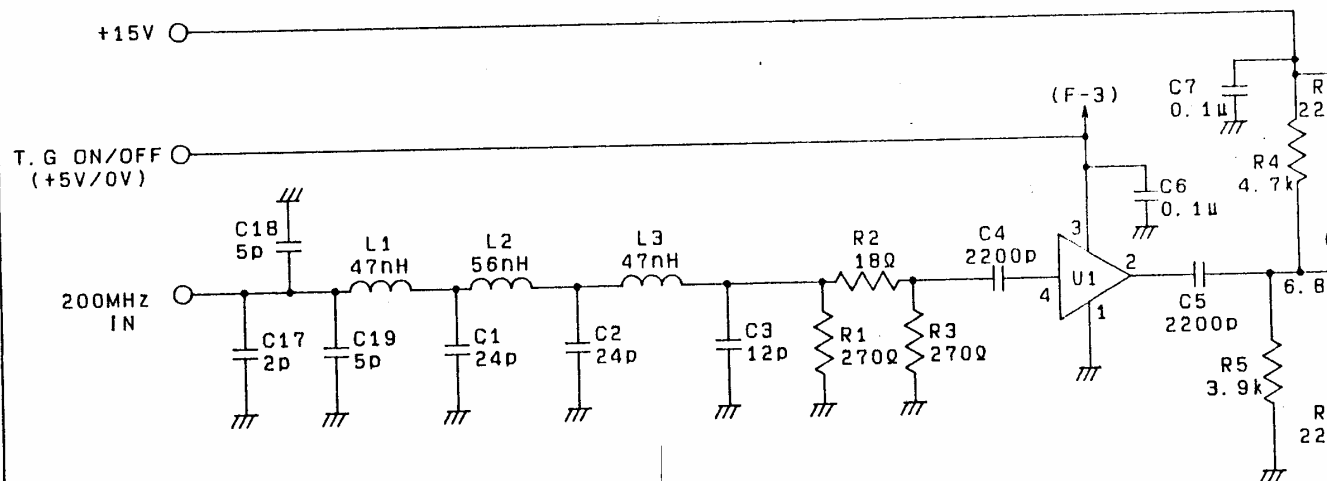 +15V
C7
0.1µ
R
22
(F-3)
T.G ON/OFF
(+5V/0V)
R4
4.7k
C6
0.1µ
C18
5p
L1
47nH
L2
56nH
L3
47nH
R2
18Ω
C4
2200p
3
U1
2
4
1
C5
2200p
6.8
200MHz
IN
C17
2p
C19
5p
C1
24p
C2
24p
C3
12p
R1
270Ω
R3
270Ω
R5
3.9k
R
22